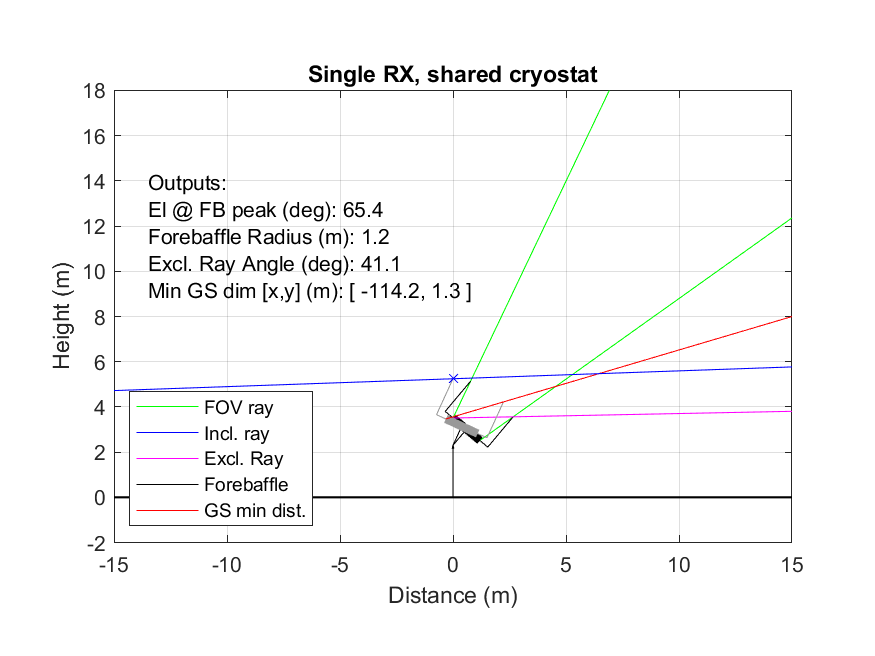 Single RX, shared cryostat
Height (m)
18
16
14
12
10
8
6
4
2
0
-2
Outputs:
El @ FB peak (deg): 65.4
Forebaffle Radius (m): 1.2
Excl. Ray Angle (deg): 41.1
Min GS dim [x,y] (m): [ -114.2, 1.3 ]
FOV ray
Incl. ray
Excl. Ray
Forebaffle
GS min dist.
-15 -10 -5 0 5 10 15
Distance (m)